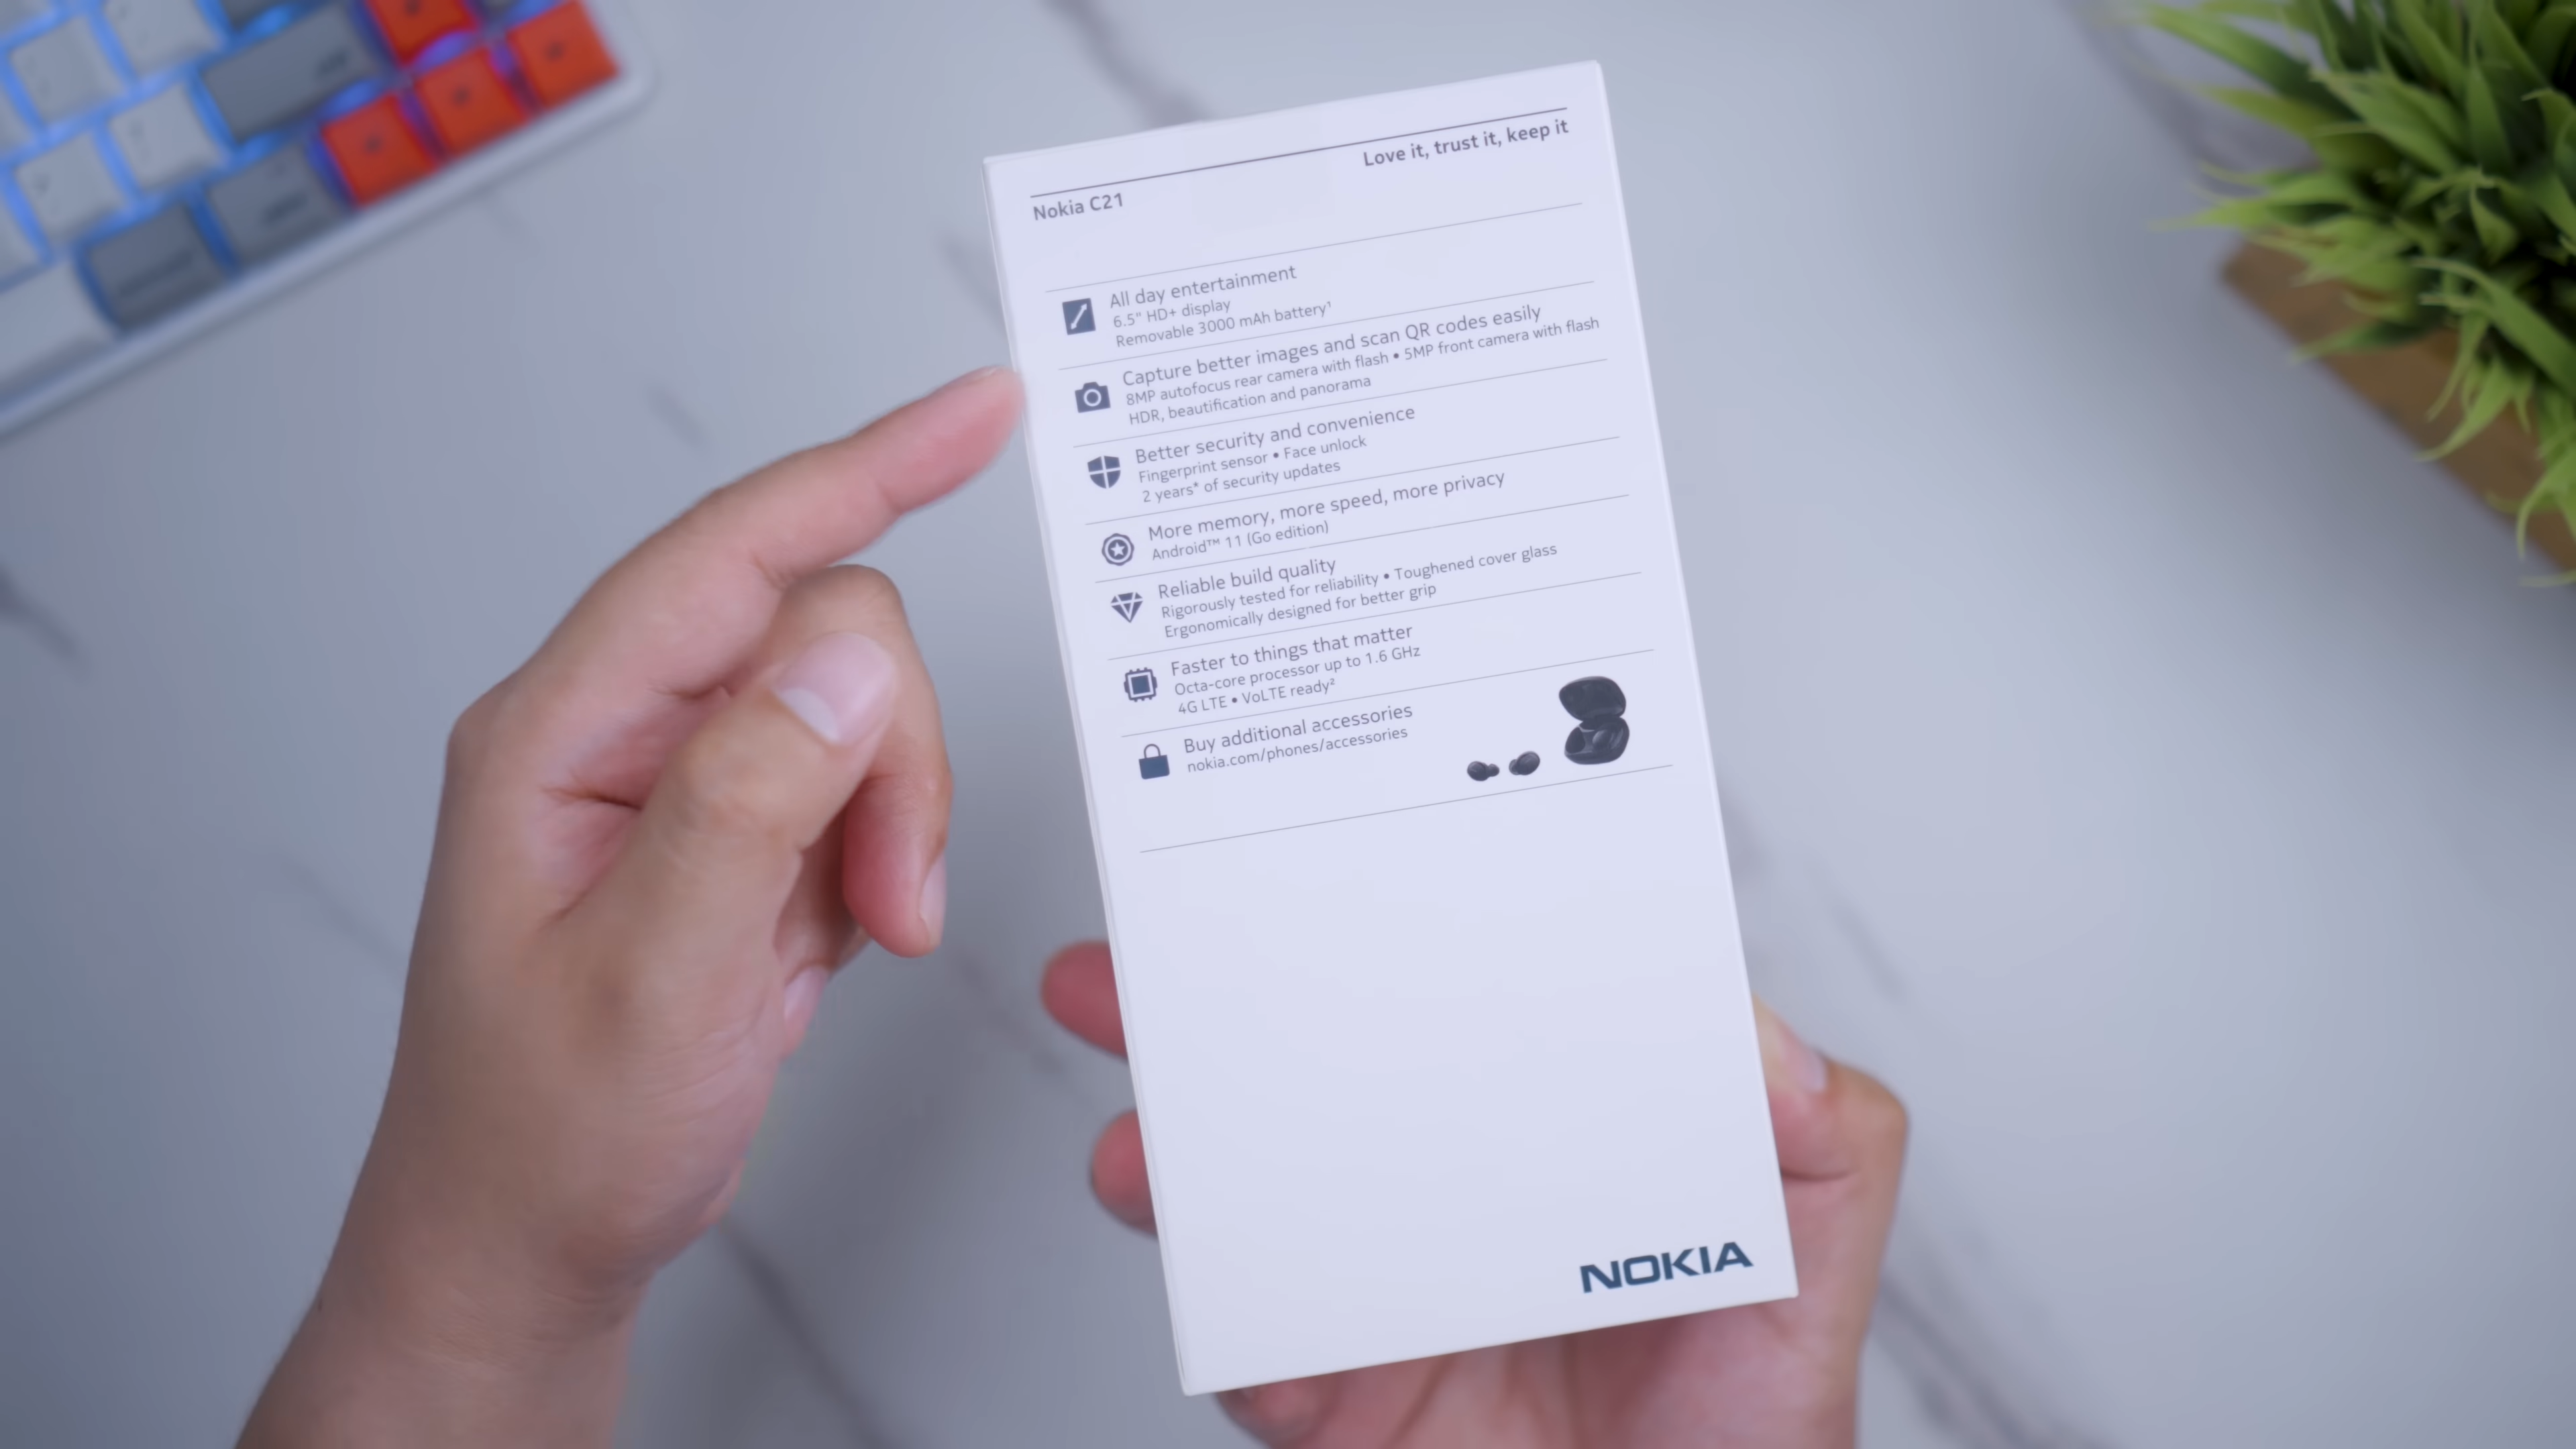 Love it, trust it, keep it
Nokia C21
All day entertainment
6.5" HD+ display
Removable 3000 mAh battery¹
Capture better images and scan QR codes easily
8MP autofocus rear camera with flash • 5MP front camera with flash
HDR, beautification and panorama
Better security and convenience
Fingerprint sensor • Face unlock
2 years* of security updates
More memory, more speed, more privacy
Android™ 11 (Go edition)
Reliable build quality
Rigorously tested for reliability • Toughened cover glass
Ergonomically designed for better grip
Faster to things that matter
Octa-core processor up to 1.6 GHz
4G LTE • VoLTE ready²
Buy additional accessories
nokia.com/phones/accessories
NOKIA